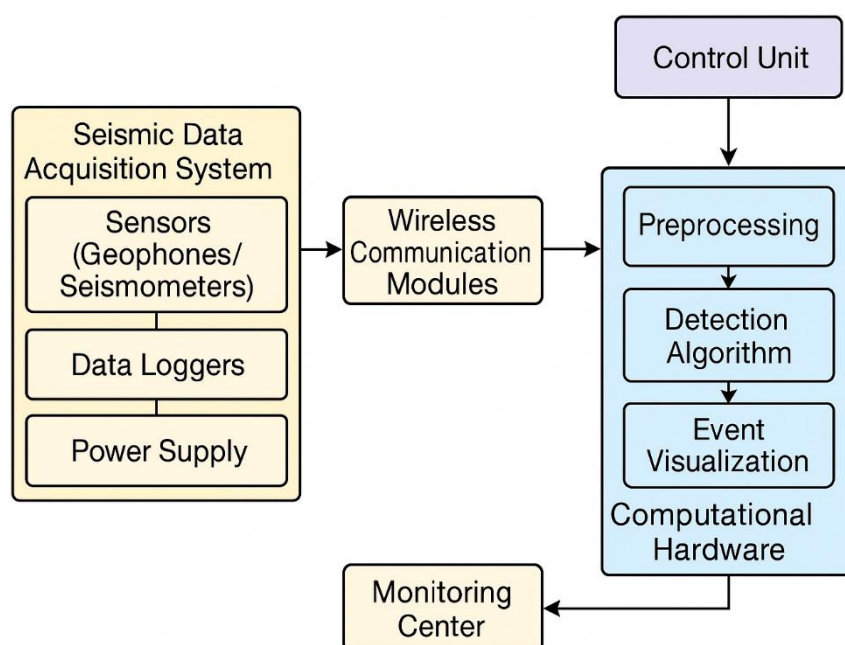 Control Unit
Seismic Data
Acquisition System
Sensors
(Geophones/
Seismometers)
Data Loggers
Power Supply
Wireless
Communication
Modules
Preprocessing
Detection
Algorithm
Event
Visualization
Computational
Hardware
Monitoring
Center